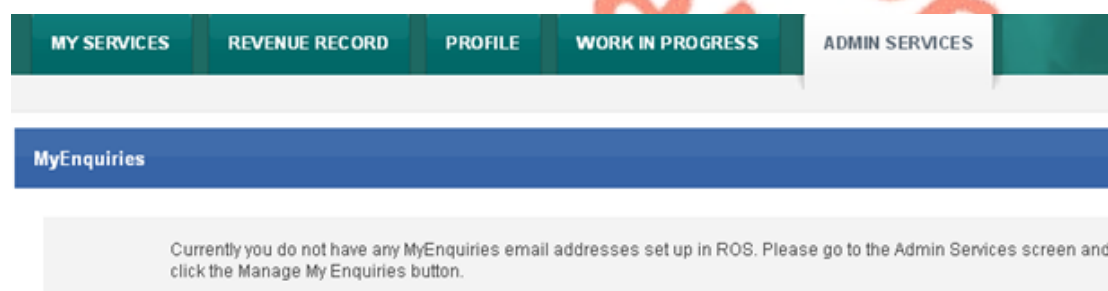 MY SERVICES REVENUE RECORD PROFILE WORK IN PROGRESS ADMIN SERVICES
MyEnquiries
Currently you do not have any MyEnquiries email addresses set up in ROS. Please go to the Admin Services screen and
click the Manage My Enquiries button.